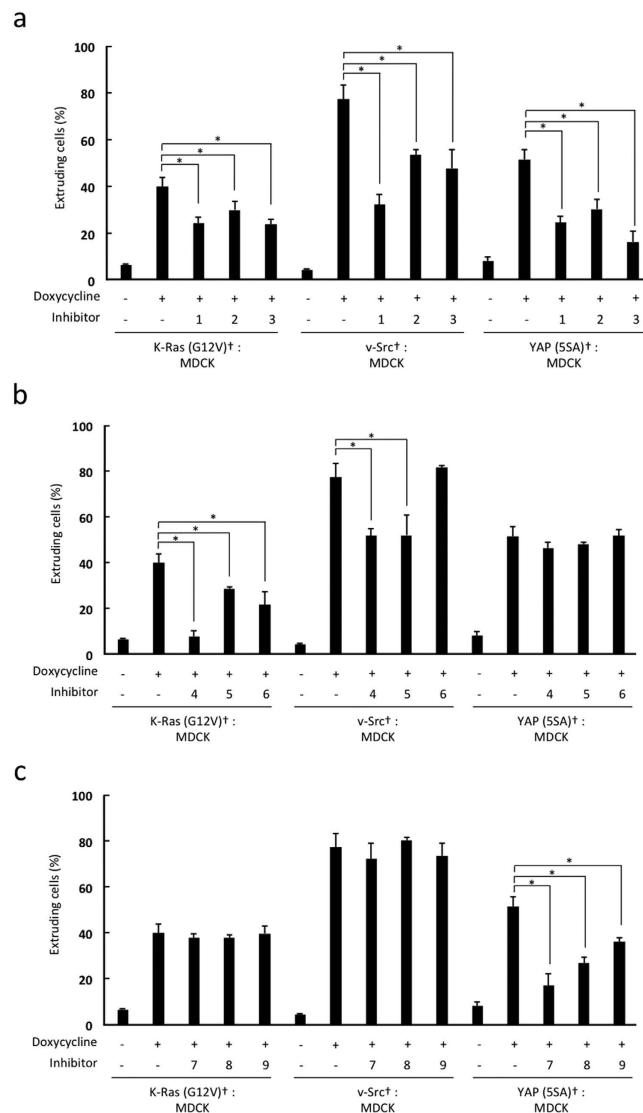 a
100
80
60
40
20
0
Extruding cells (%)
* * *
* * *
* * *
Doxycycline - + + + + - + + + + - + + + +
Inhibitor - - 1 2 3 - - 1 2 3 - - 1 2 3
K-Ras (G12V)† : v-Src† : YAP (5SA)† :
MDCK MDCK MDCK
b
100
80
60
40
20
0
Extruding cells (%)
* * *
* *
Doxycycline - + + + + - + + + + - + + + +
Inhibitor - - 4 5 6 - - 4 5 6 - - 4 5 6
K-Ras (G12V)† : v-Src† : YAP (5SA)† :
MDCK MDCK MDCK
c
100
80
60
40
20
0
Extruding cells (%)
* * *
Doxycycline - + + + + - + + + + - + + + +
Inhibitor - - 7 8 9 - - 7 8 9 - - 7 8 9
K-Ras (G12V)† : v-Src† : YAP (5SA)† :
MDCK MDCK MDCK